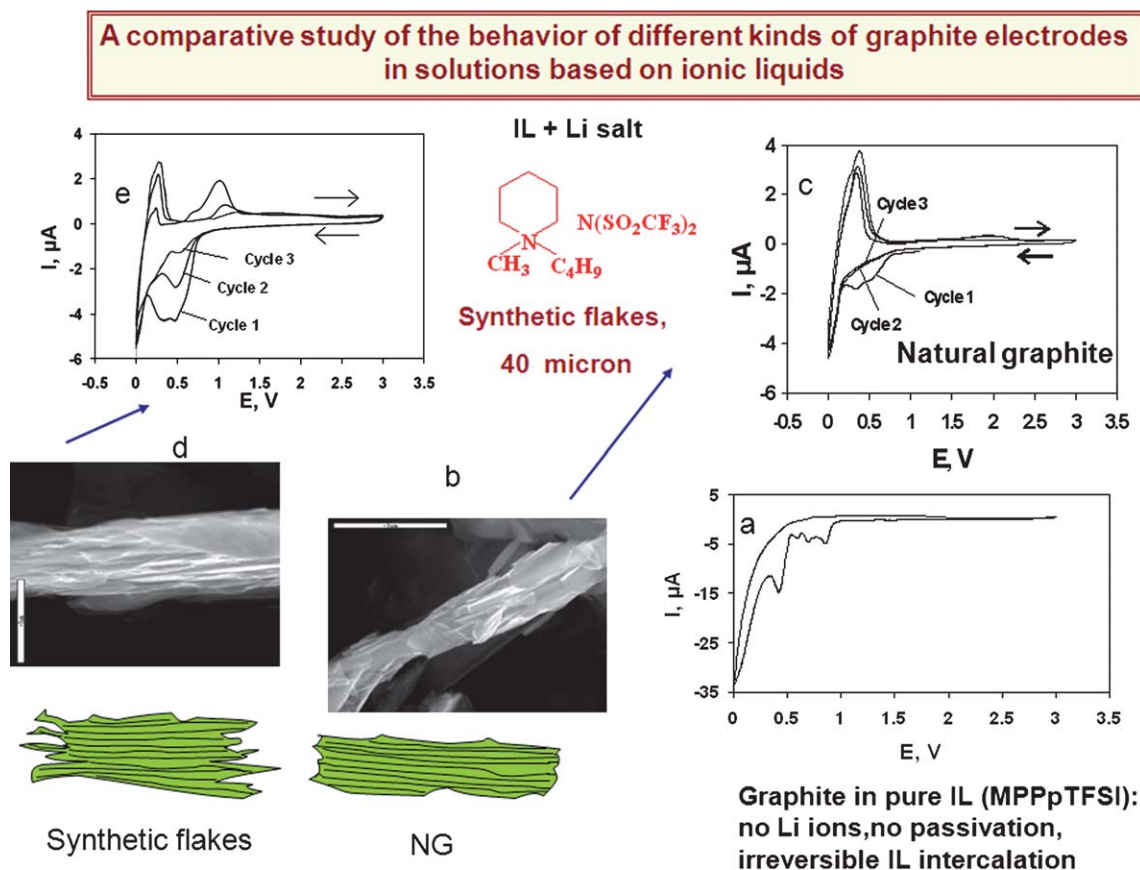 A comparative study of the behavior of different kinds of graphite electrodes
in solutions based on ionic liquids
IL + Li salt
e
I, µA
4
2
0
-2
-4
-6
Cycle 3
Cycle 2
Cycle 1
-0.5
0
0.5
1
1.5
2
2.5
3
3.5
E, V
N
CH3
C4H9
N(SO2CF3)2
Synthetic flakes,
40 micron
c
I, µA
4
2
0
-2
-4
-6
Cycle 3
Cycle 1
Cycle 2
Natural graphite
-0.5
0
0.5
1
1.5
2
2.5
3
3.5
E, V
d
b
a
I, µA
5
-5
-15
-25
-35
0
0.5
1
1.5
2
2.5
3
3.5
E, V
Synthetic flakes
NG
Graphite in pure IL (MPPpTFSI):
no Li ions,no passivation,
irreversible IL intercalation